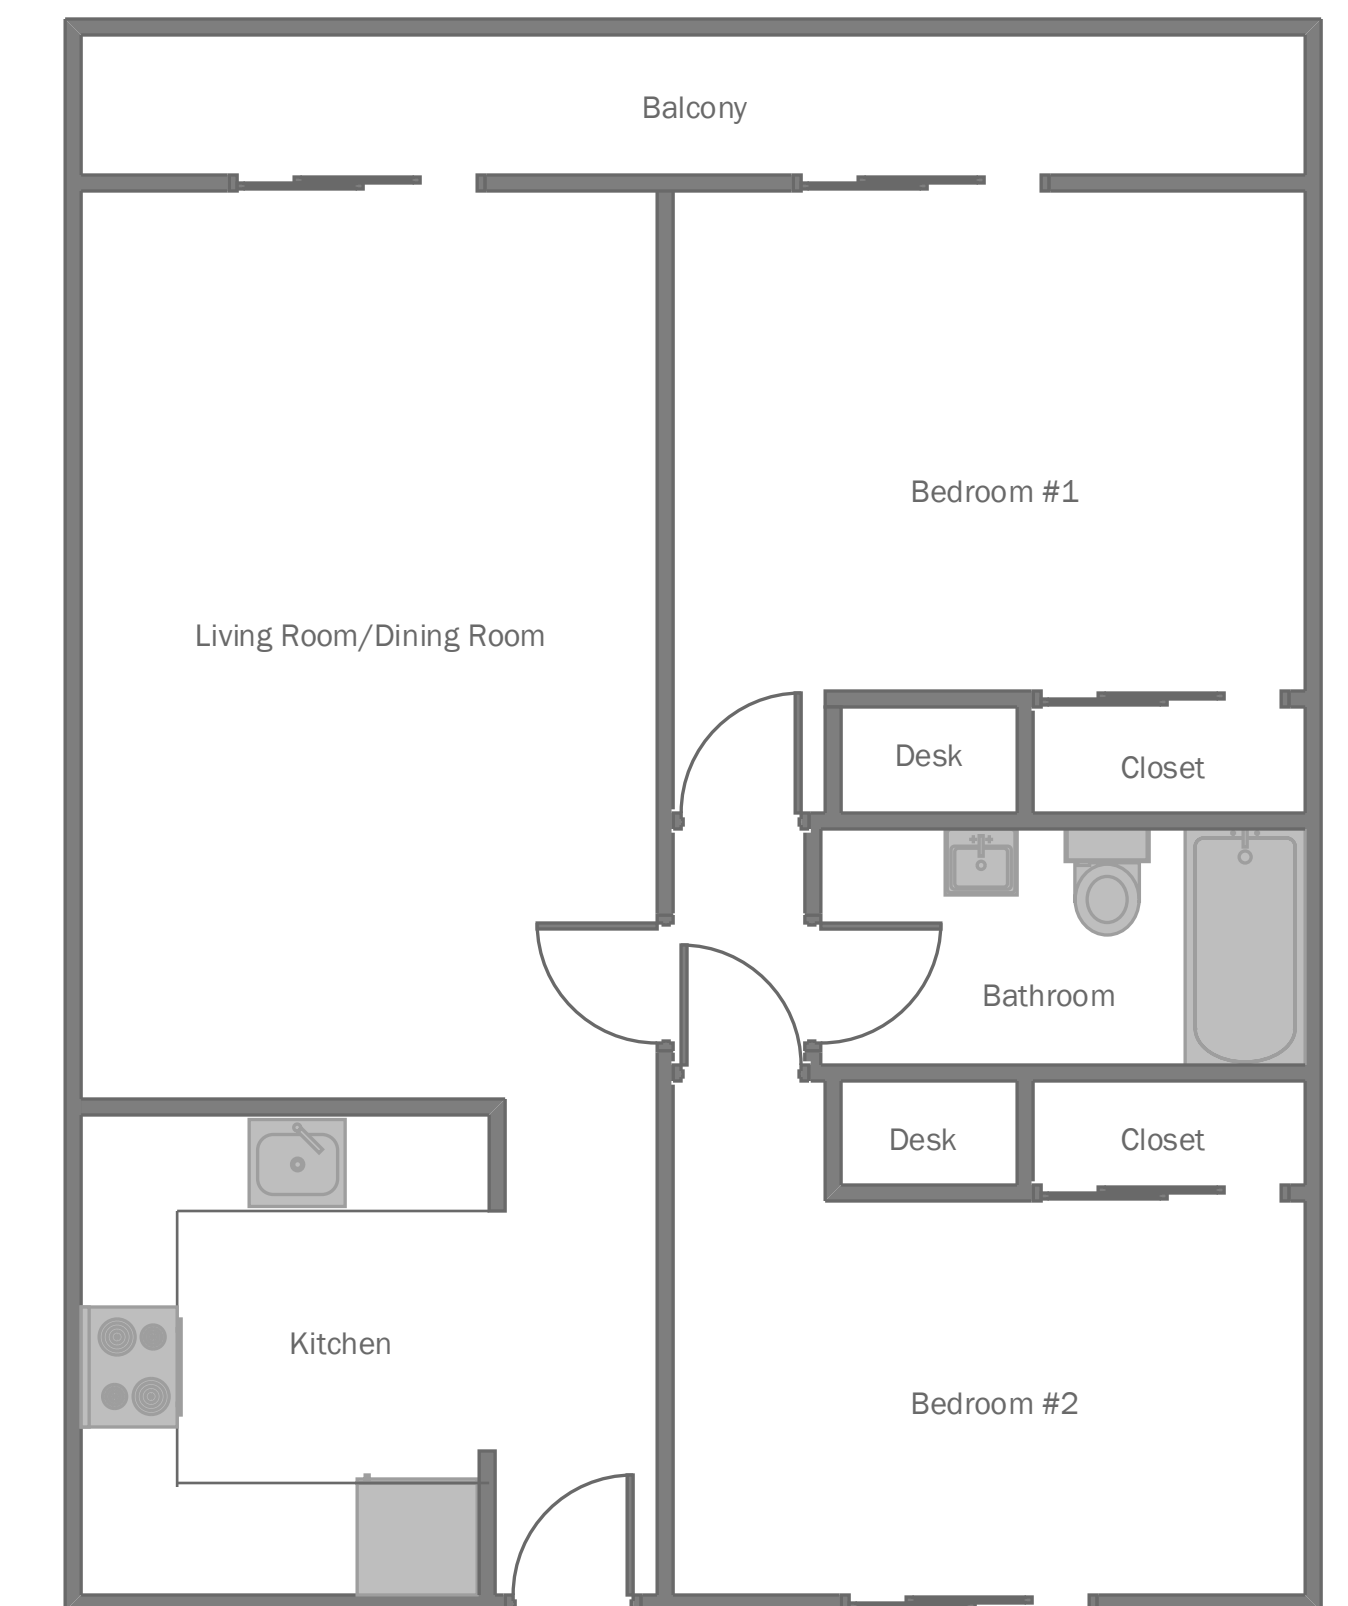 Balcony
Bedroom #1
Living Room/Dining Room
Desk
Closet
Bathroom
Desk
Closet
Kitchen
Bedroom #2